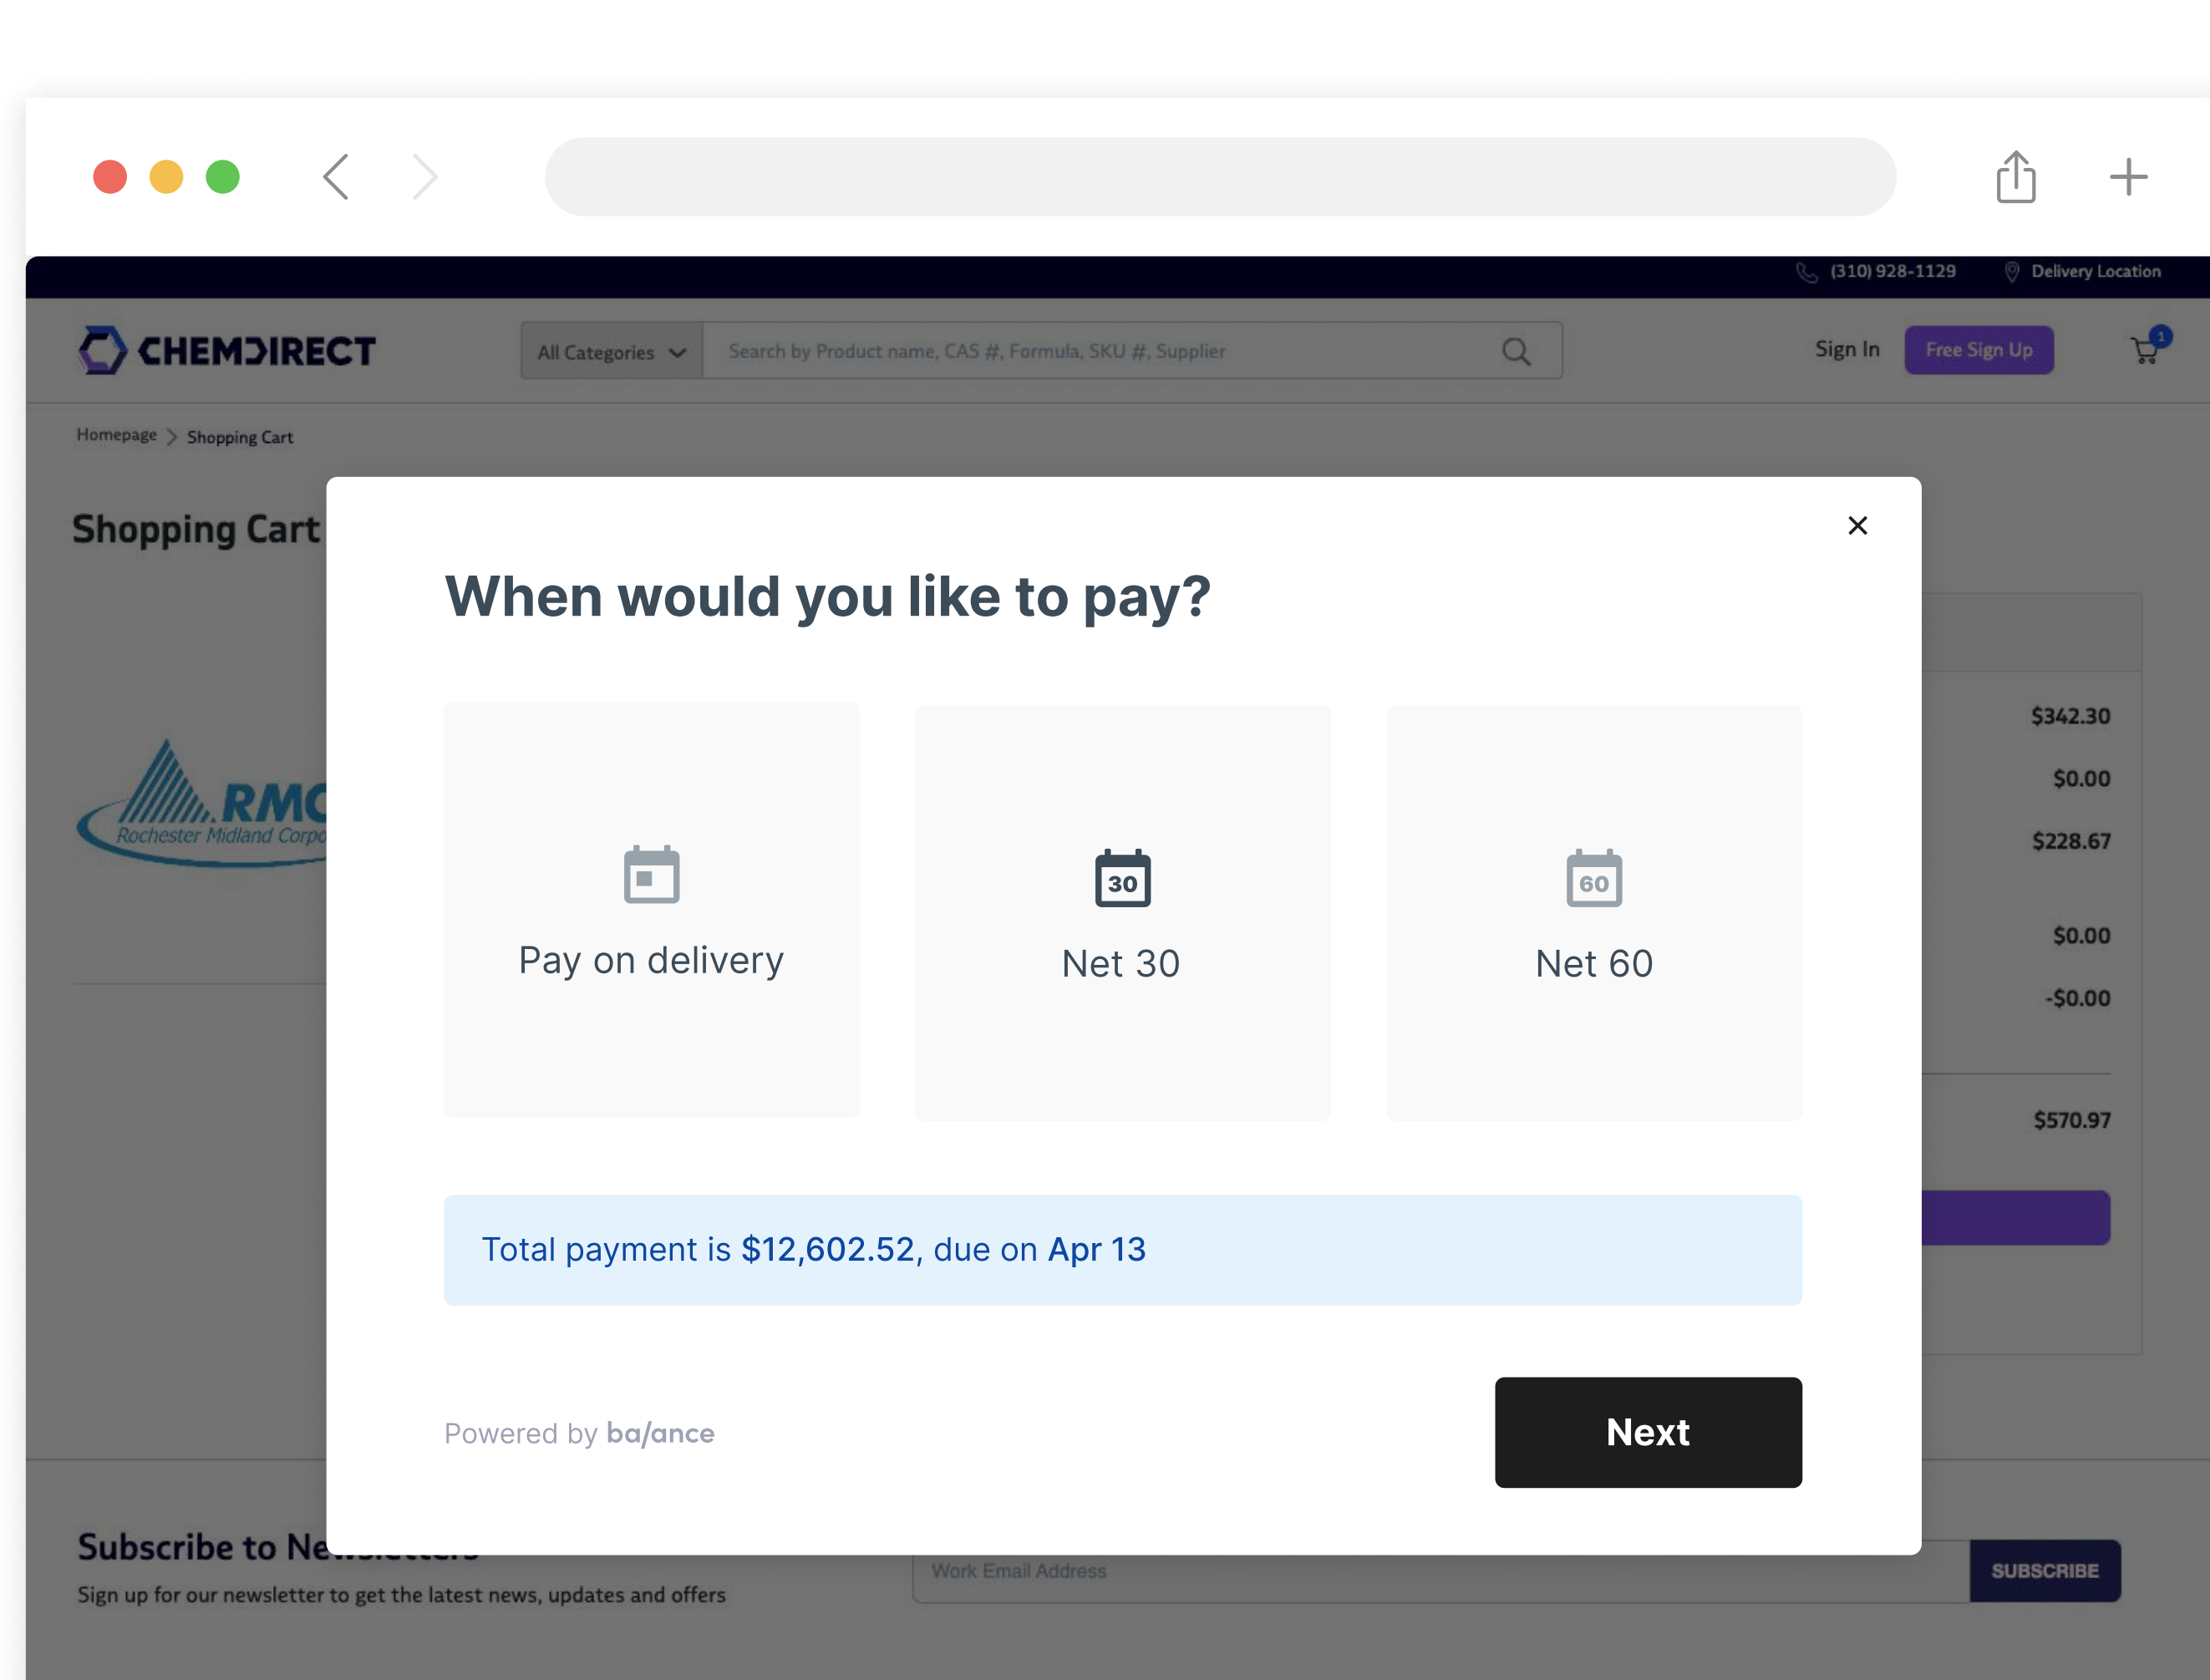 (310) 928-1129 Delivery Location
CHEMDIRECT All Categories Search by Product name, CAS #, Formula, SKU #, Supplier Sign In Free Sign Up 1
Homepage Shopping Cart
Shopping Cart
When would you like to pay?
RMC
Rochester Midland
30
60
Pay on delivery
Net 30
Net 60
$342.30
$0.00
$228.67
$0.00
-$0.00
$570.97
Total payment is $12,602.52, due on Apr 13
Powered by balance
Next
Subscribe to
Sign up for our newsletter to get the latest news, updates and offers
Work Email Address
SUBSCRIBE